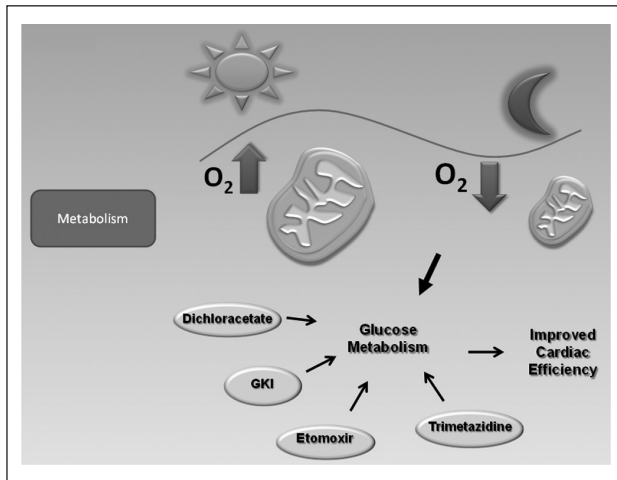 O2
O2
Metabolism
Dichloracetate
Glucose
Metabolism
Improved
Cardiac
Efficiency
GKI
Etomoxir
Trimetazidine